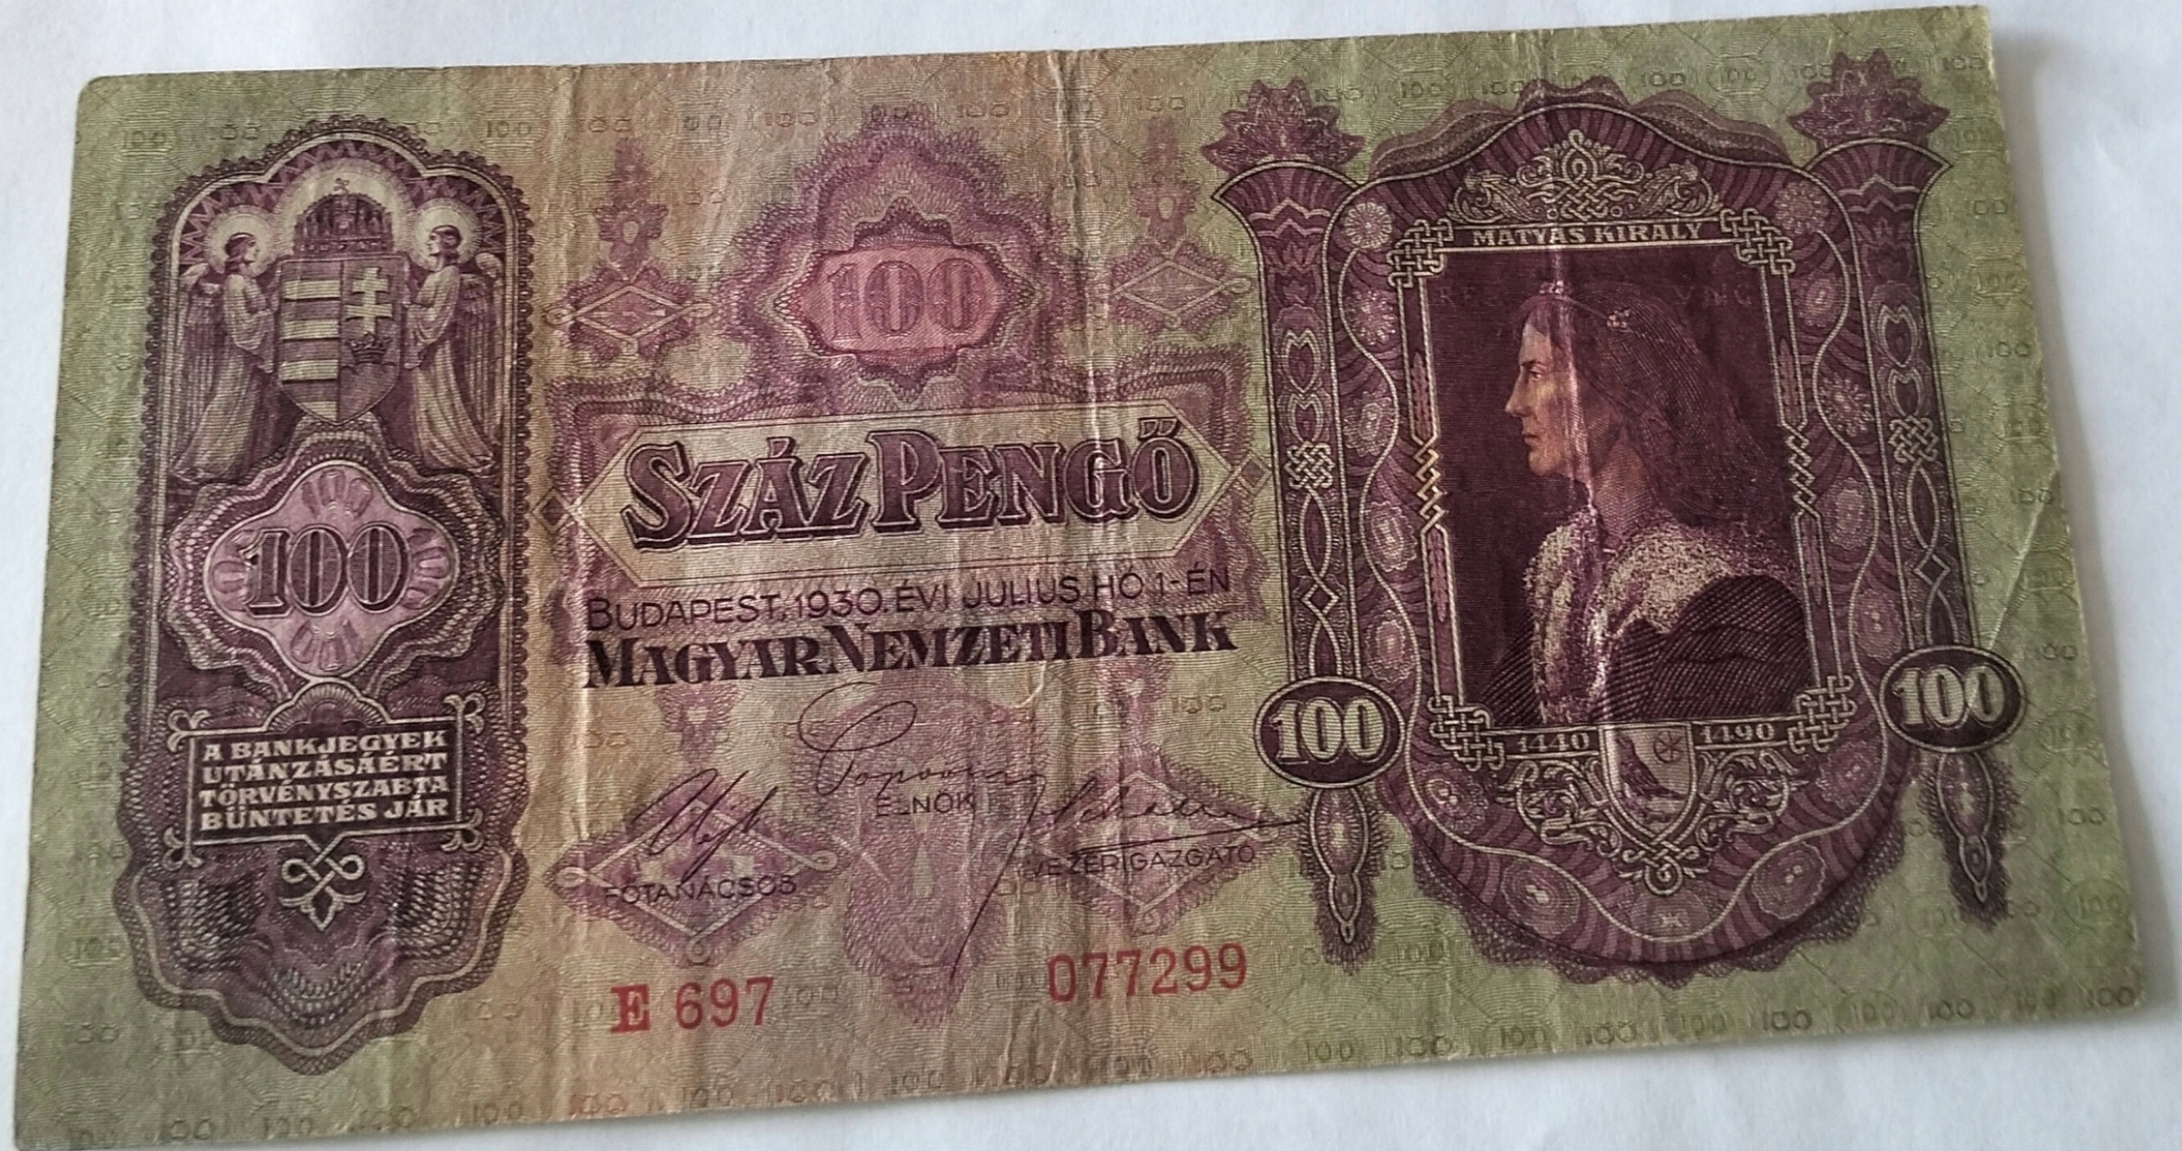 100
A BANKJEGYEK
UTÁNZÁSÁÉRT
TÖRVÉNYSZABTA
BÜNTETÉS JÁR
100
SZÁZ PENGŐ
BUDAPEST, 1930. ÉVI JULIUS HÓ 1-ÉN
MAGYAR NEMZETI BANK
ELNÖK
FŐTANÁCSOS
VEZÉRIGAZGATÓ
E 697
077299
MÁTYÁS KIRÁLY
1440 1490
100
100